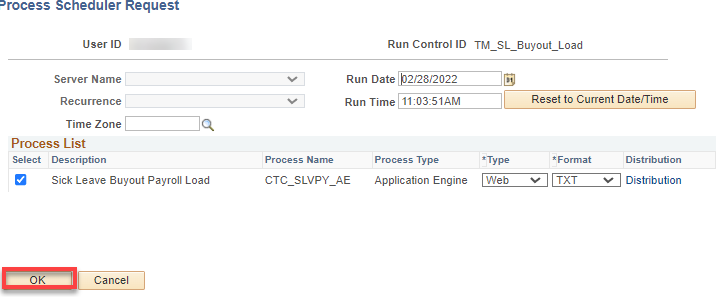 Process Scheduler Request
User ID Run Control ID TM_SL_Buyout_Load
Server Name Run Date 02/28/2022
Recurrence Run Time 11:03:51AM Reset to Current Date/Time
Time Zone
Process List
Select Description Process Name Process Type *Type *Format Distribution
Sick Leave Buyout Payroll Load CTC_SLVPY_AE Application Engine Web TXT Distribution
OK Cancel